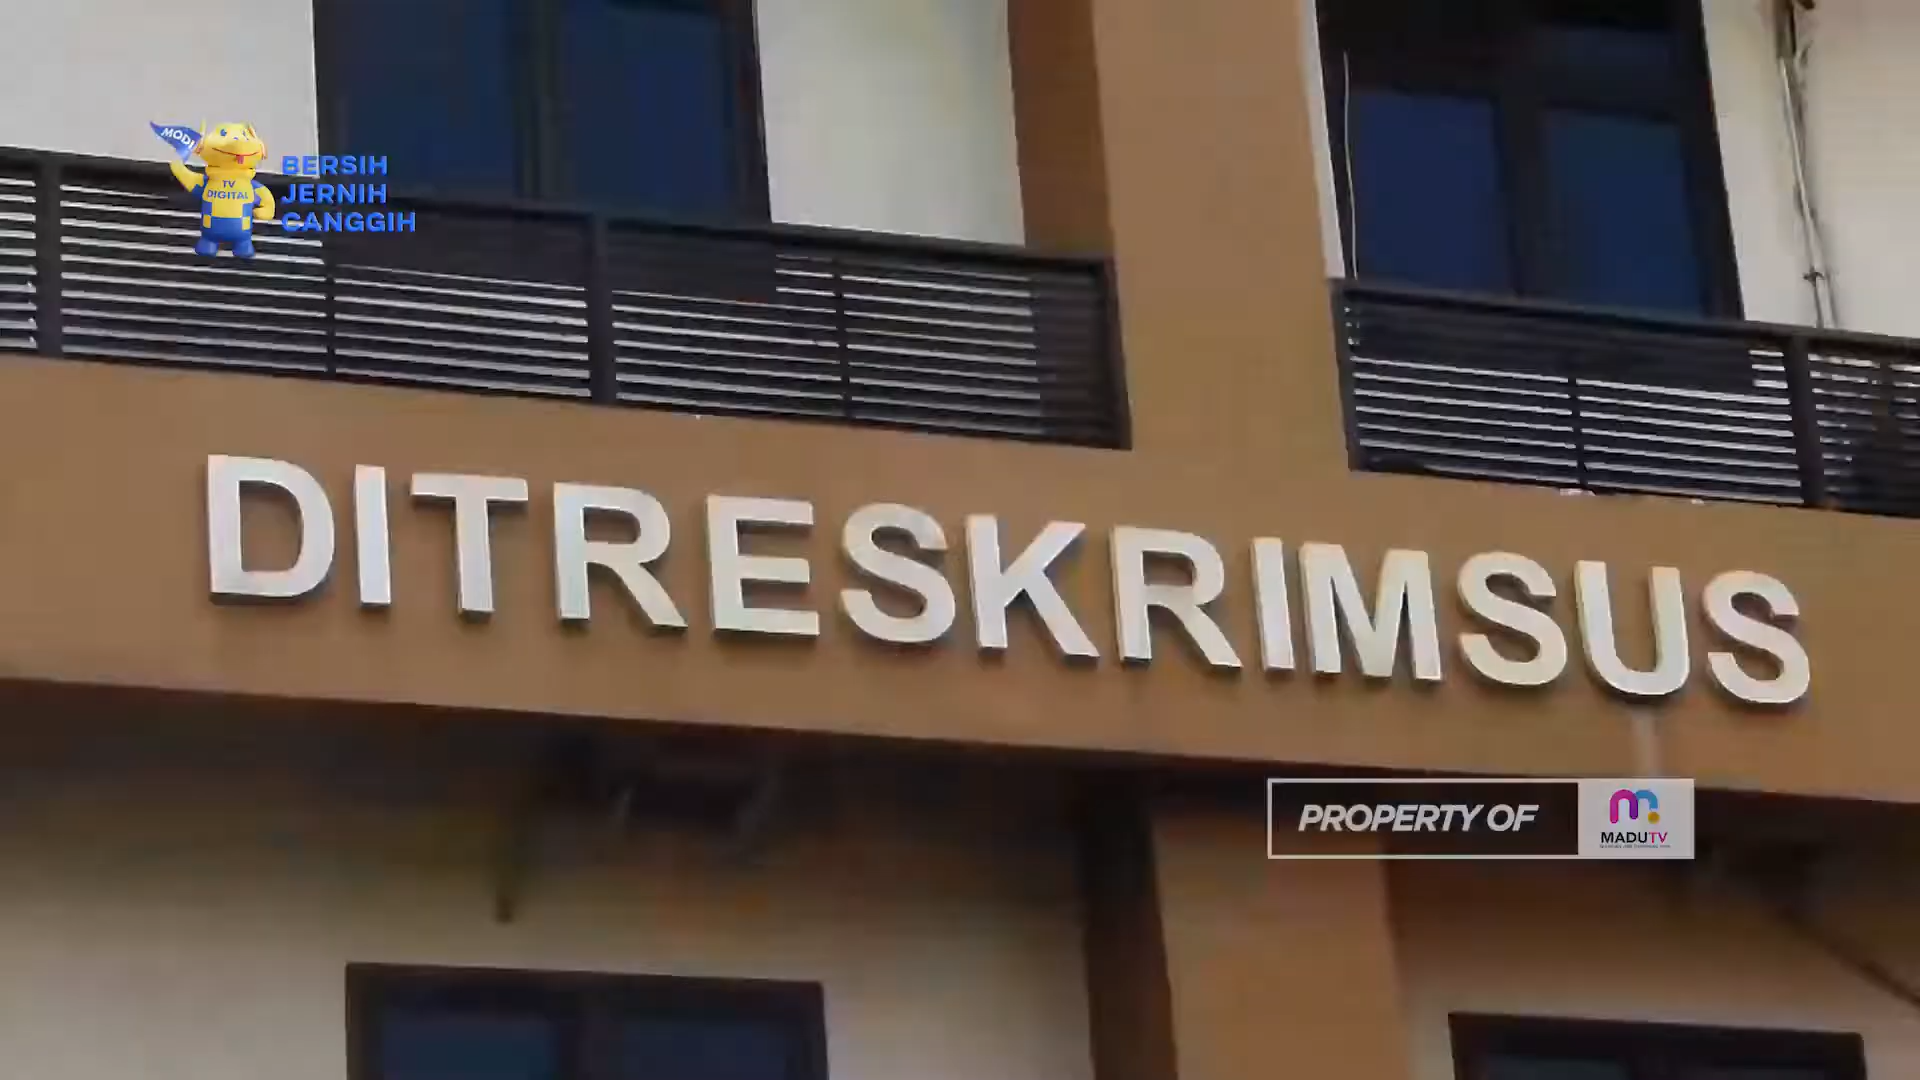 MODI
TV
DIGITAL
BERSIH
JERNIH
CANGGIH
DITRESKRIMSUS
PROPERTY OF
MADUTV